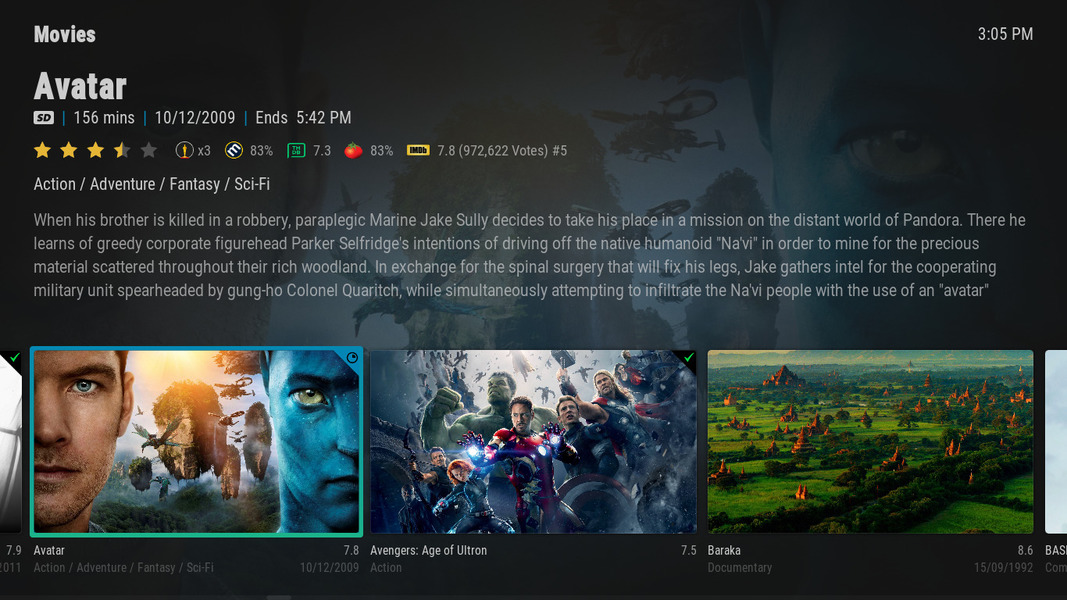 Movies
3:05 PM
Avatar
SD | 156 mins | 10/12/2009 | Ends 5:42 PM
x3 83% TMDB 7.3 83% IMDb 7.8 (972,622 Votes) #5
Action / Adventure / Fantasy / Sci-Fi
When his brother is killed in a robbery, paraplegic Marine Jake Sully decides to take his place in a mission on the distant world of Pandora. There he
learns of greedy corporate figurehead Parker Selfridge's intentions of driving off the native humanoid "Na'vi" in order to mine for the precious
material scattered throughout their rich woodland. In exchange for the spinal surgery that will fix his legs, Jake gathers intel for the cooperating
military unit spearheaded by gung-ho Colonel Quaritch, while simultaneously attempting to infiltrate the Na'vi people with the use of an "avatar"
7.9 Avatar 7.8 Avengers: Age of Ultron 7.5 Baraka 8.6 BAS
2011 Action / Adventure / Fantasy / Sci-Fi 10/12/2009 Action Documentary 15/09/1992 Com